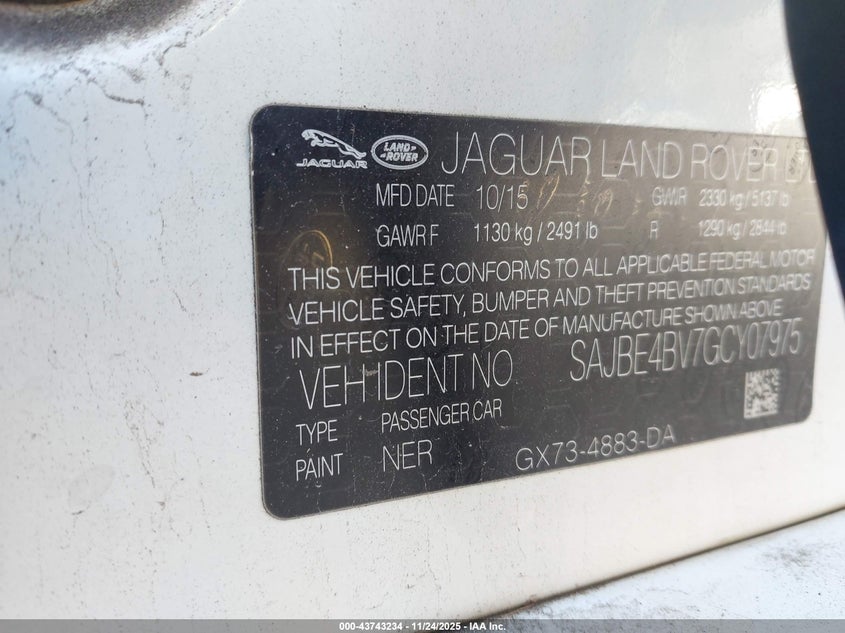 JAGUAR LAND ROVER JAGUAR LAND ROVER LTD
MFD DATE 10/15 GVWR 2330 kg / 5137 lb
GAWR F 1130 kg / 2491 lb R 1290 kg / 2844 lb
THIS VEHICLE CONFORMS TO ALL APPLICABLE FEDERAL MOTOR
VEHICLE SAFETY, BUMPER AND THEFT PREVENTION STANDARDS
IN EFFECT ON THE DATE OF MANUFACTURE SHOWN ABOVE
VEH IDENT NO SAJBE4BV7GCY07975
TYPE PASSENGER CAR
PAINT NER GX73-4883-DA
000-43743234 - 11/24/2025 - IAA Inc.